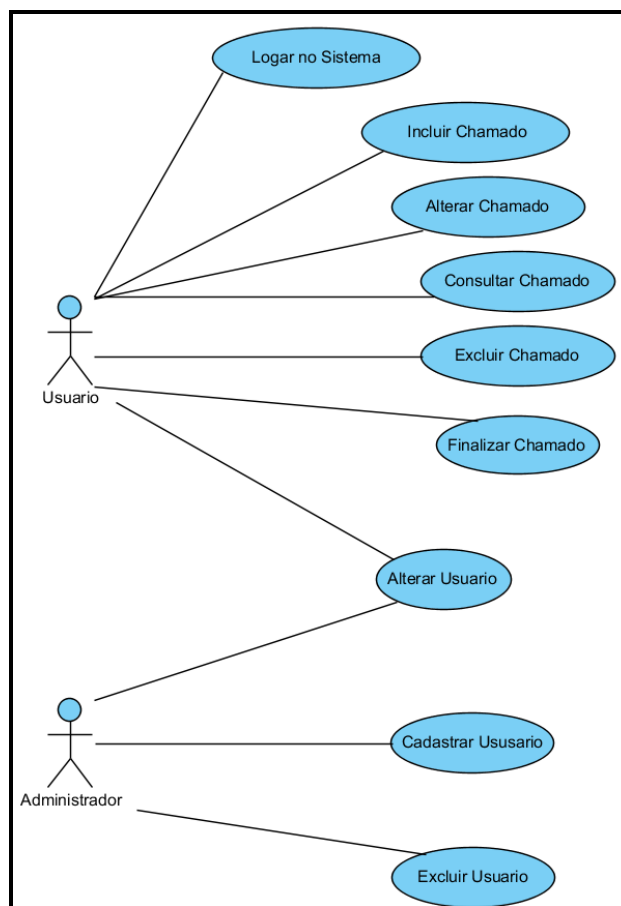 Logar no Sistema
Incluir Chamado
Alterar Chamado
Consultar Chamado
Excluir Chamado
Usuario
Finalizar Chamado
Alterar Usuario
Cadastrar Ususario
Administrador
Excluir Usuario